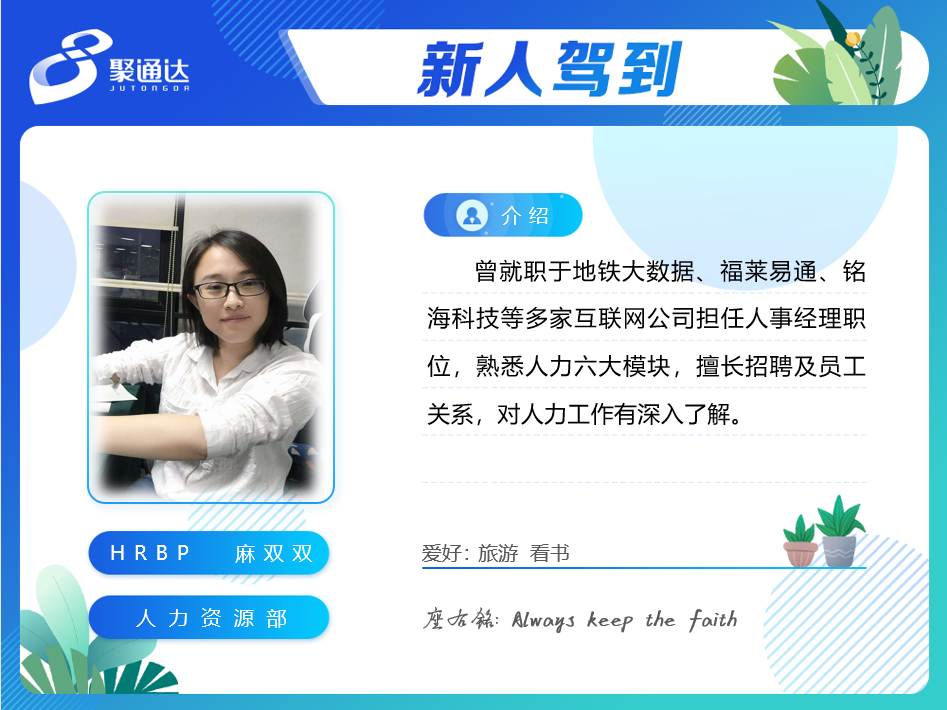 聚通达
JUTONGDA
新人驾到
介绍
曾就职于地铁大数据、福莱易通、铭
海科技等多家互联网公司担任人事经理职
位，熟悉人力六大模块，擅长招聘及员工
关系，对人力工作有深入了解。
HRBP 麻双双
人力资源部
爱好：旅游 看书
座右铭：Always keep the faith